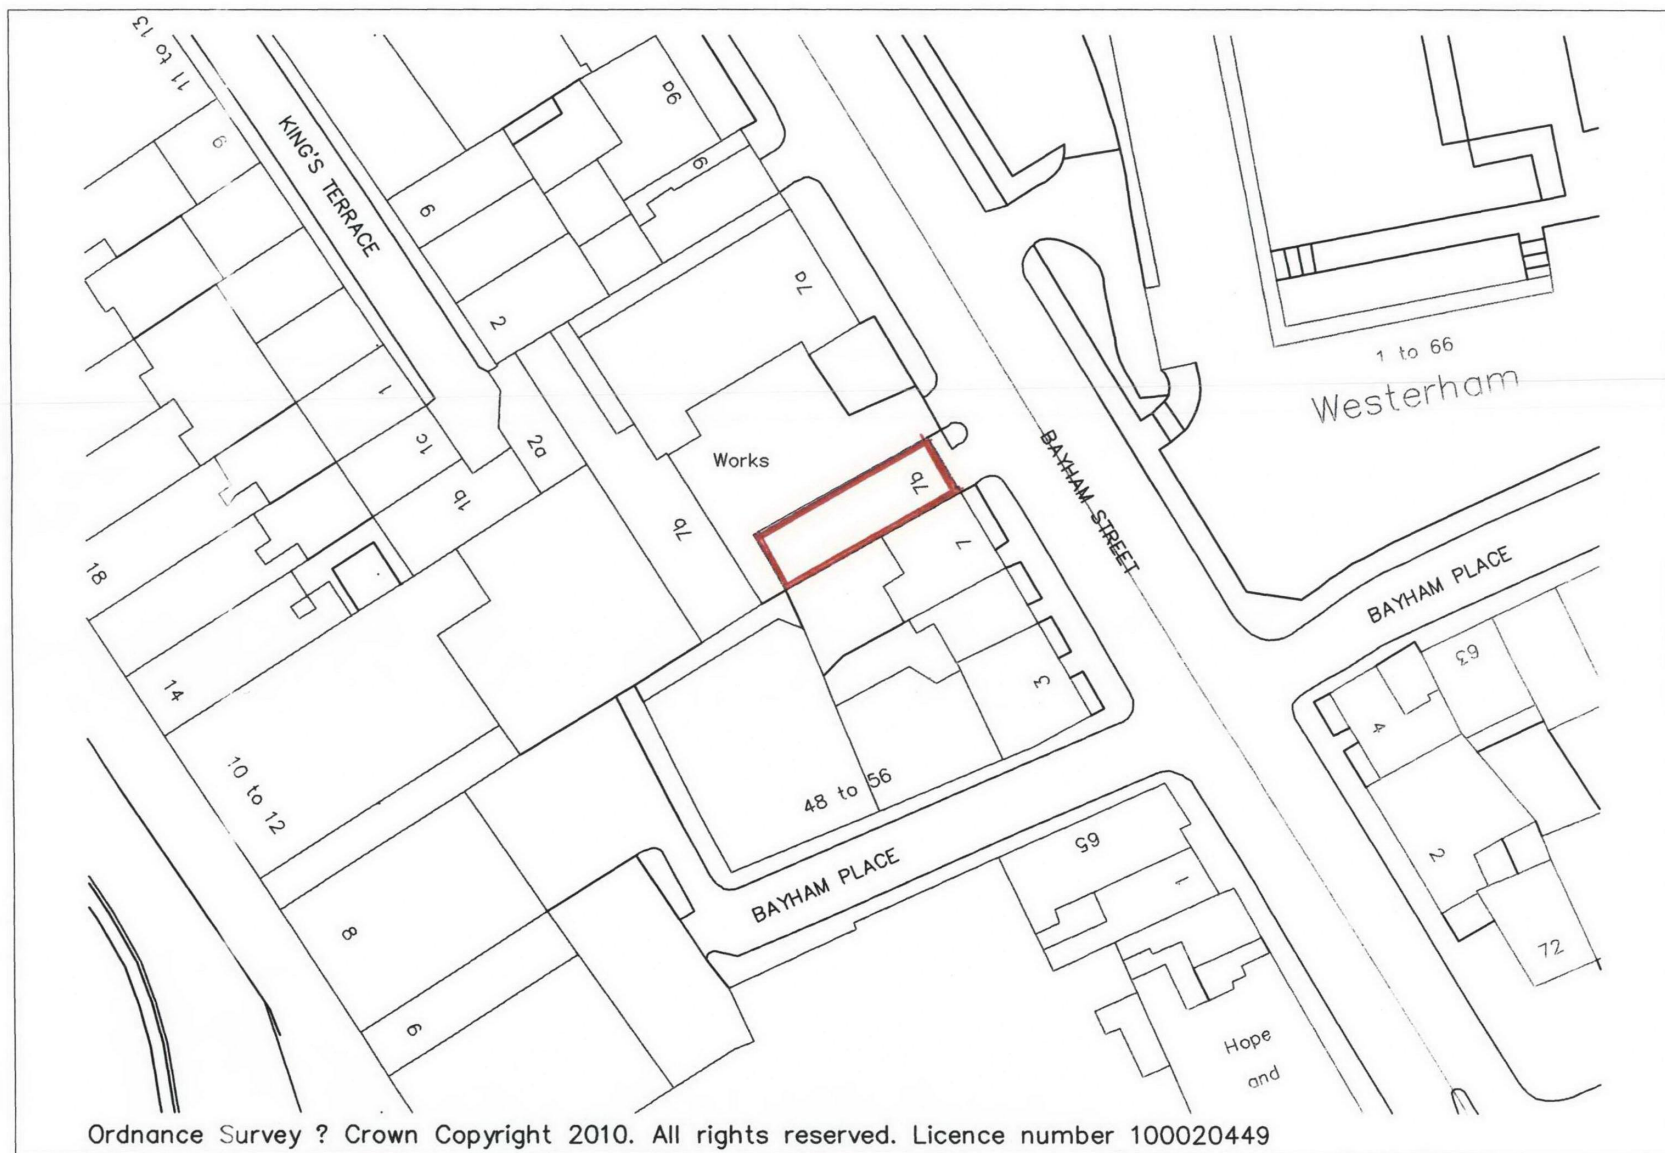 11 to 13
9
KING'S TERRACE
9a
9
6
2
7a
1
1c
2a
1b
Works
7b
7b
7
3
18
14
10 to 12
8
6
48 to 56
BAYHAM STREET
BAYHAM PLACE
BAYHAM PLACE
1 to 66
Westerham
63
4
2
72
65
1
Hope
and
Ordnance Survey ? Crown Copyright 2010. All rights reserved. Licence number 100020449